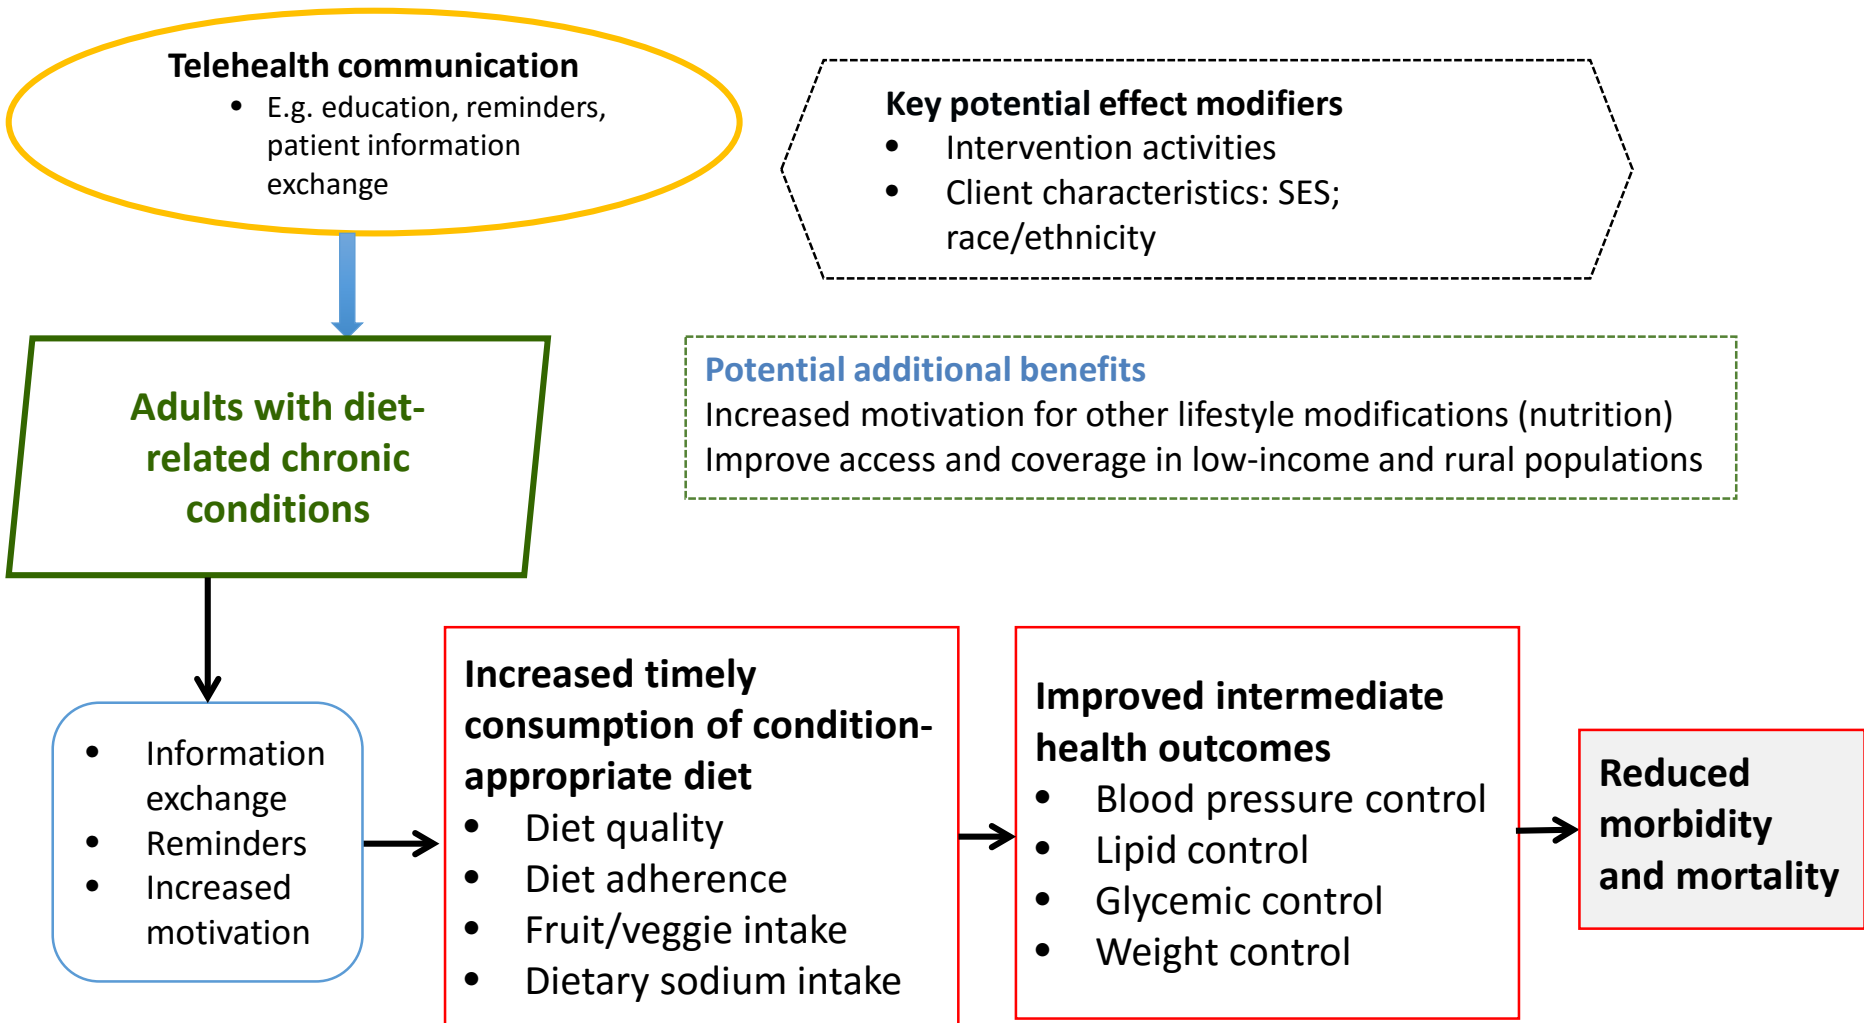 Telehealth communication
• E.g. education, reminders,
patient information
exchange
Key potential effect modifiers
• Intervention activities
• Client characteristics: SES;
race/ethnicity
Potential additional benefits
Increased motivation for other lifestyle modifications (nutrition)
Improve access and coverage in low-income and rural populations
Adults with diet-
related chronic
conditions
• Information
exchange
• Reminders
• Increased
motivation
Increased timely
consumption of condition-
appropriate diet
• Diet quality
• Diet adherence
• Fruit/veggie intake
• Dietary sodium intake
Improved intermediate
health outcomes
• Blood pressure control
• Lipid control
• Glycemic control
• Weight control
Reduced
morbidity
and mortality